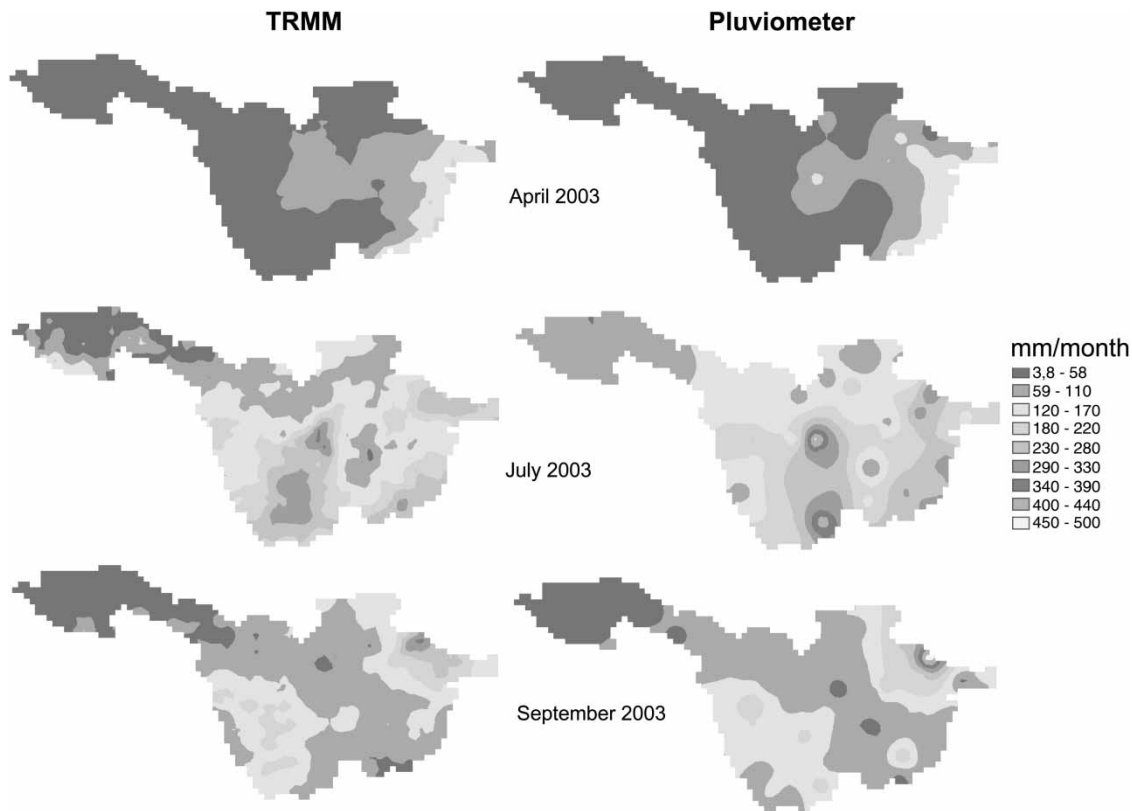 TRMM
Pluviometer
April 2003
July 2003
mm/month
3,8 - 58
59 - 110
120 - 170
180 - 220
230 - 280
290 - 330
340 - 390
400 - 440
450 - 500
September 2003